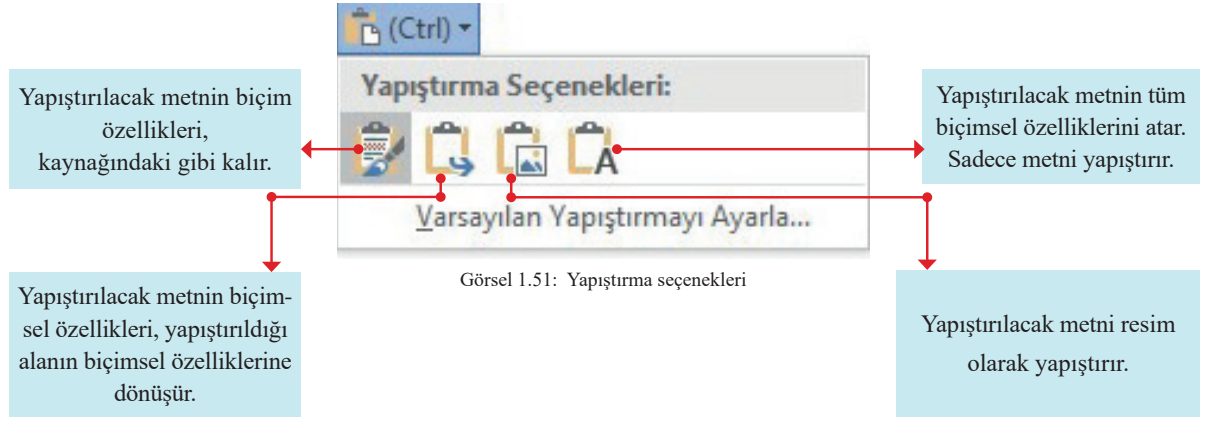 (Ctrl)
Yapıştırma Seçenekleri:
A
Varsayılan Yapıştırmayı Ayarla...
Yapıştırılacak metnin biçim
özellikleri,
kaynağındaki gibi kalır.
Yapıştırılacak metnin tüm
biçimsel özelliklerini atar.
Sadece metni yapıştırır.
Görsel 1.51: Yapıştırma seçenekleri
Yapıştırılacak metnin biçim-
sel özellikleri, yapıştırıldığı
alanın biçimsel özelliklerine
dönüşür.
Yapıştırılacak metni resim
olarak yapıştırır.